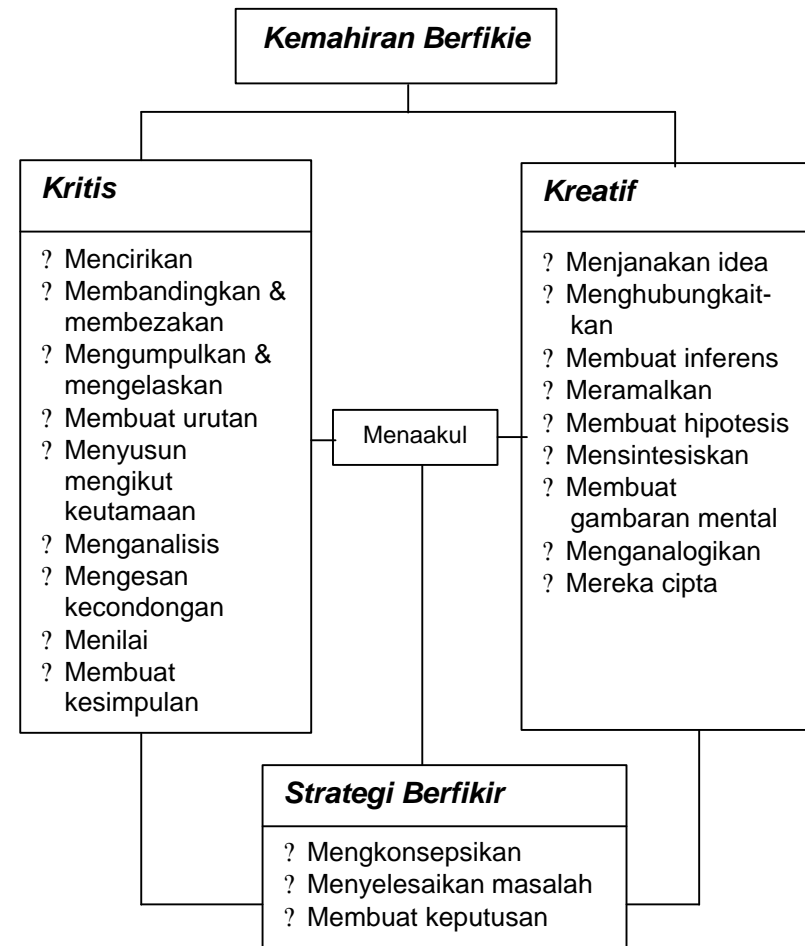 Kemahiran Berfikie
Kritis
? Mencirikan
? Membandingkan &
membezakan
? Mengumpulkan &
mengelaskan
? Membuat urutan
? Menyusun
mengikut
keutamaan
? Menganalisis
? Mengesan
kecondongan
? Menilai
? Membuat
kesimpulan
Menaakul
Kreatif
? Menjanakan idea
? Menghubungkait-
kan
? Membuat inferens
? Meramalkan
? Membuat hipotesis
? Mensintesiskan
? Membuat
gambaran mental
? Menganalogikan
? Mereka cipta
Strategi Berfikir
? Mengkonsepsikan
? Menyelesaikan masalah
? Membuat keputusan